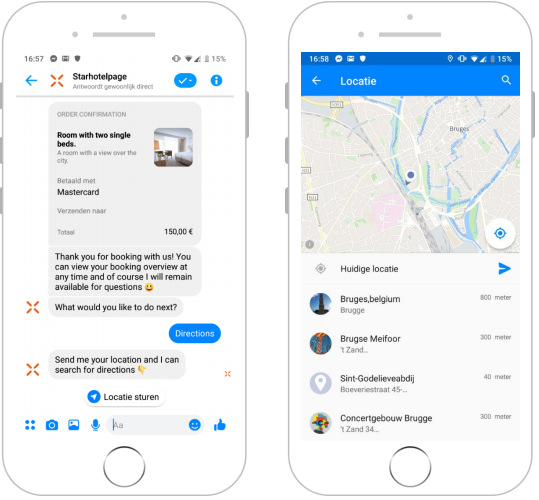 16:57
15%
Starhotelpage
Antwoordt gewoonlijk direct
ORDER CONFIRMATION
Room with two single
beds.
A room with a view over the
city.
Betaald met
Mastercard
Verzenden naar
Totaal 150,00 €
Thank you for booking with us! You
can view your booking overview at
any time and of course I will remain
available for questions 😃
What would you like to do next?
Directions
Send me your location and I can
search for directions 👇
Locatie sturen
Aa
16:58
15%
Locatie
Bruges
Huidige locatie
Bruges,belgium 800 meter
Brugge
Brugse Meifoor 300 meter
't Zand...
Sint-Godelieveabdij 40 meter
Boeveriestraat 45-...
Concertgebouw Brugge 300 meter
't Zand 34...